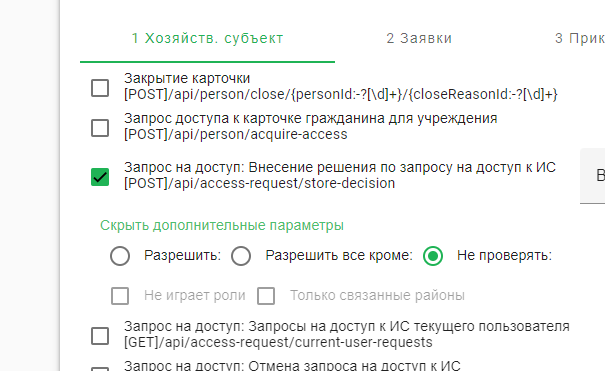 1 Хозяйств. субъект
2 Заявки
3 Прик
Закрытие карточки
[POST]/api/person/close/{personId:-?[\d]+}/{closeReasonId:-?[\d]+}
Запрос доступа к карточке гражданина для учреждения
[POST]/api/person/acquire-access
Запрос на доступ: Внесение решения по запросу на доступ к ИС
[POST]/api/access-request/store-decision
В
Скрыть дополнительные параметры
Разрешить:
Разрешить все кроме:
Не проверять:
Не играет роли
Только связанные районы
Запрос на доступ: Запросы на доступ к ИС текущего пользователя
[GET]/api/access-request/current-user-requests
Запрос на доступ: Отмена запроса на доступ к ИС